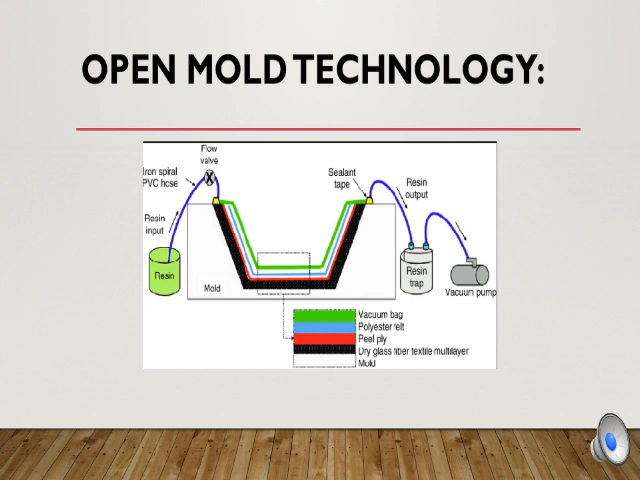 OPEN MOLD TECHNOLOGY:
Flow
valve
Iron spiral
PVC hose
Sealant
tape
Resin
output
Resin
input
Resin
Mold
Resin
trap
Vacuum pump
Vacuum bag
Polyester felt
Peel ply
Dry glass fiber textile multilayer
Mold